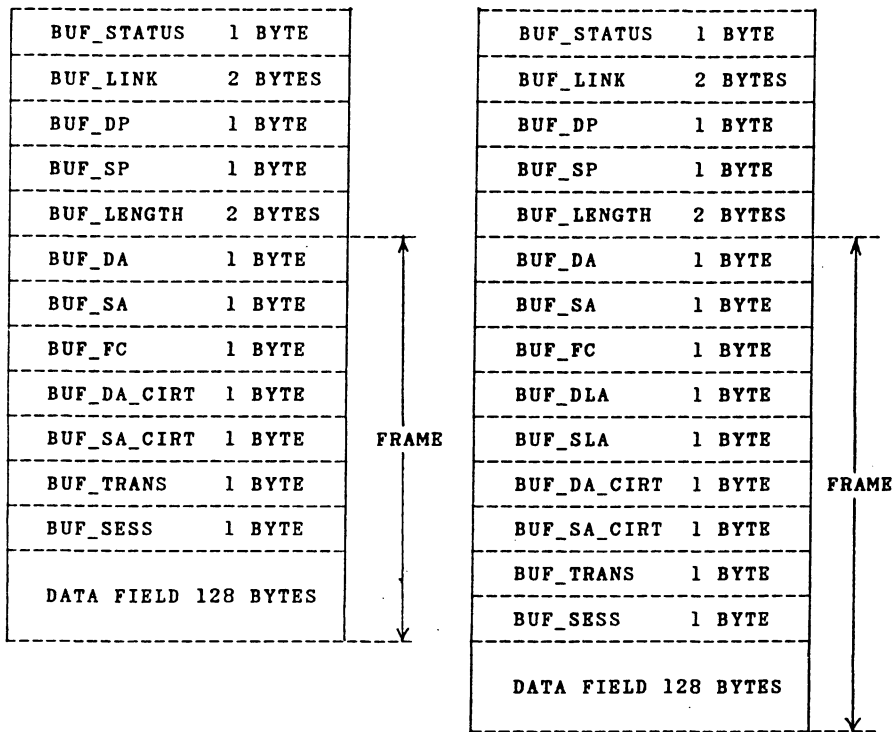 BUF_STATUS 1 BYTE
BUF_LINK 2 BYTES
BUF_DP 1 BYTE
BUF_SP 1 BYTE
BUF_LENGTH 2 BYTES
BUF_DA 1 BYTE
BUF_SA 1 BYTE
BUF_FC 1 BYTE
BUF_DA_CIRT 1 BYTE
BUF_SA_CIRT 1 BYTE
BUF_TRANS 1 BYTE
BUF_SESS 1 BYTE
DATA FIELD 128 BYTES
FRAME
BUF_STATUS 1 BYTE
BUF_LINK 2 BYTES
BUF_DP 1 BYTE
BUF_SP 1 BYTE
BUF_LENGTH 2 BYTES
BUF_DA 1 BYTE
BUF_SA 1 BYTE
BUF_FC 1 BYTE
BUF_DLA 1 BYTE
BUF_SLA 1 BYTE
BUF_DA_CIRT 1 BYTE
BUF_SA_CIRT 1 BYTE
BUF_TRANS 1 BYTE
BUF_SESS 1 BYTE
DATA FIELD 128 BYTES
FRAME